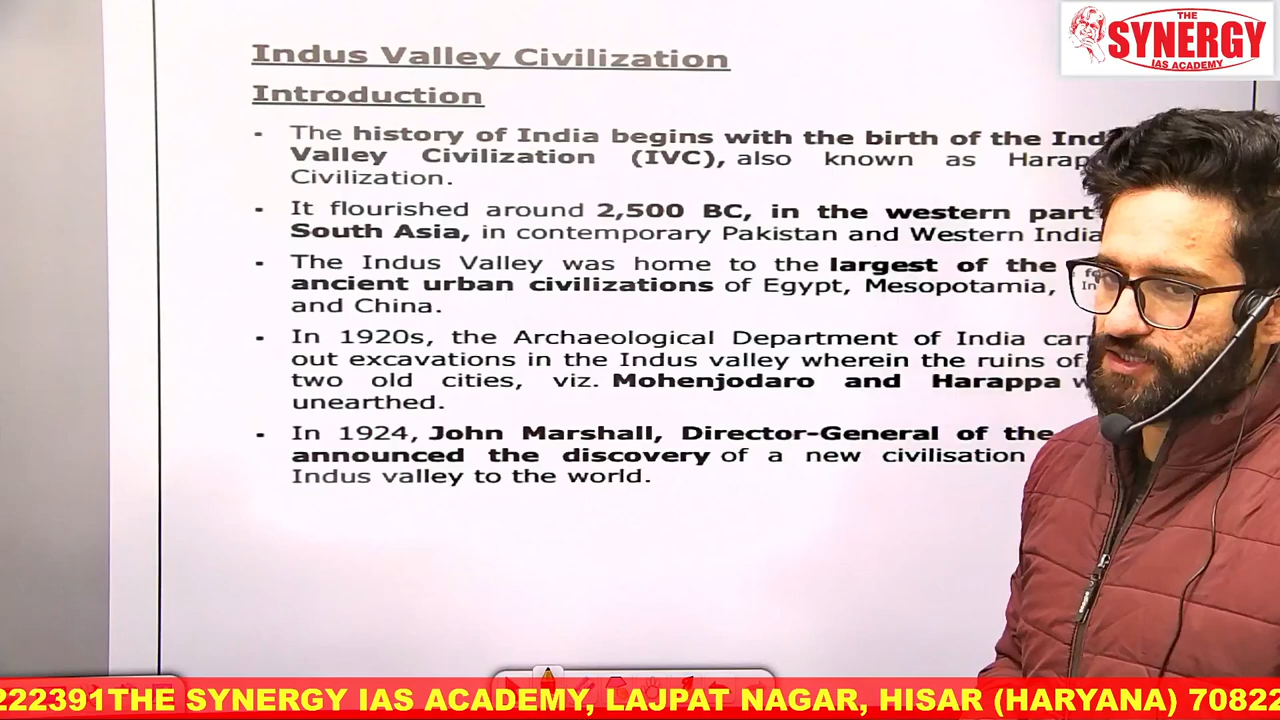 THE
SYNERGY
IAS ACADEMY
Indus Valley Civilization
Introduction
- The history of India begins with the birth of the
Valley Civilization (IVC), also known as
Civilization.
- It flourished around 2,500 BC, in the western part
South Asia, in contemporary Pakistan and Western India
- The Indus Valley was home to the largest of the
ancient urban civilizations of Egypt, Mesopotamia,
and China.
- In 1920s, the Archaeological Department of India
out excavations in the Indus valley wherein the ruins of
two old cities, viz. Mohenjodaro and Harappa
unearthed.
- In 1924, John Marshall, Director-General of the
announced the discovery of a new civilisation
Indus valley to the world.
222391THE SYNERGY IAS ACADEMY, LAJPAT NAGAR, HISAR (HARYANA) 70822